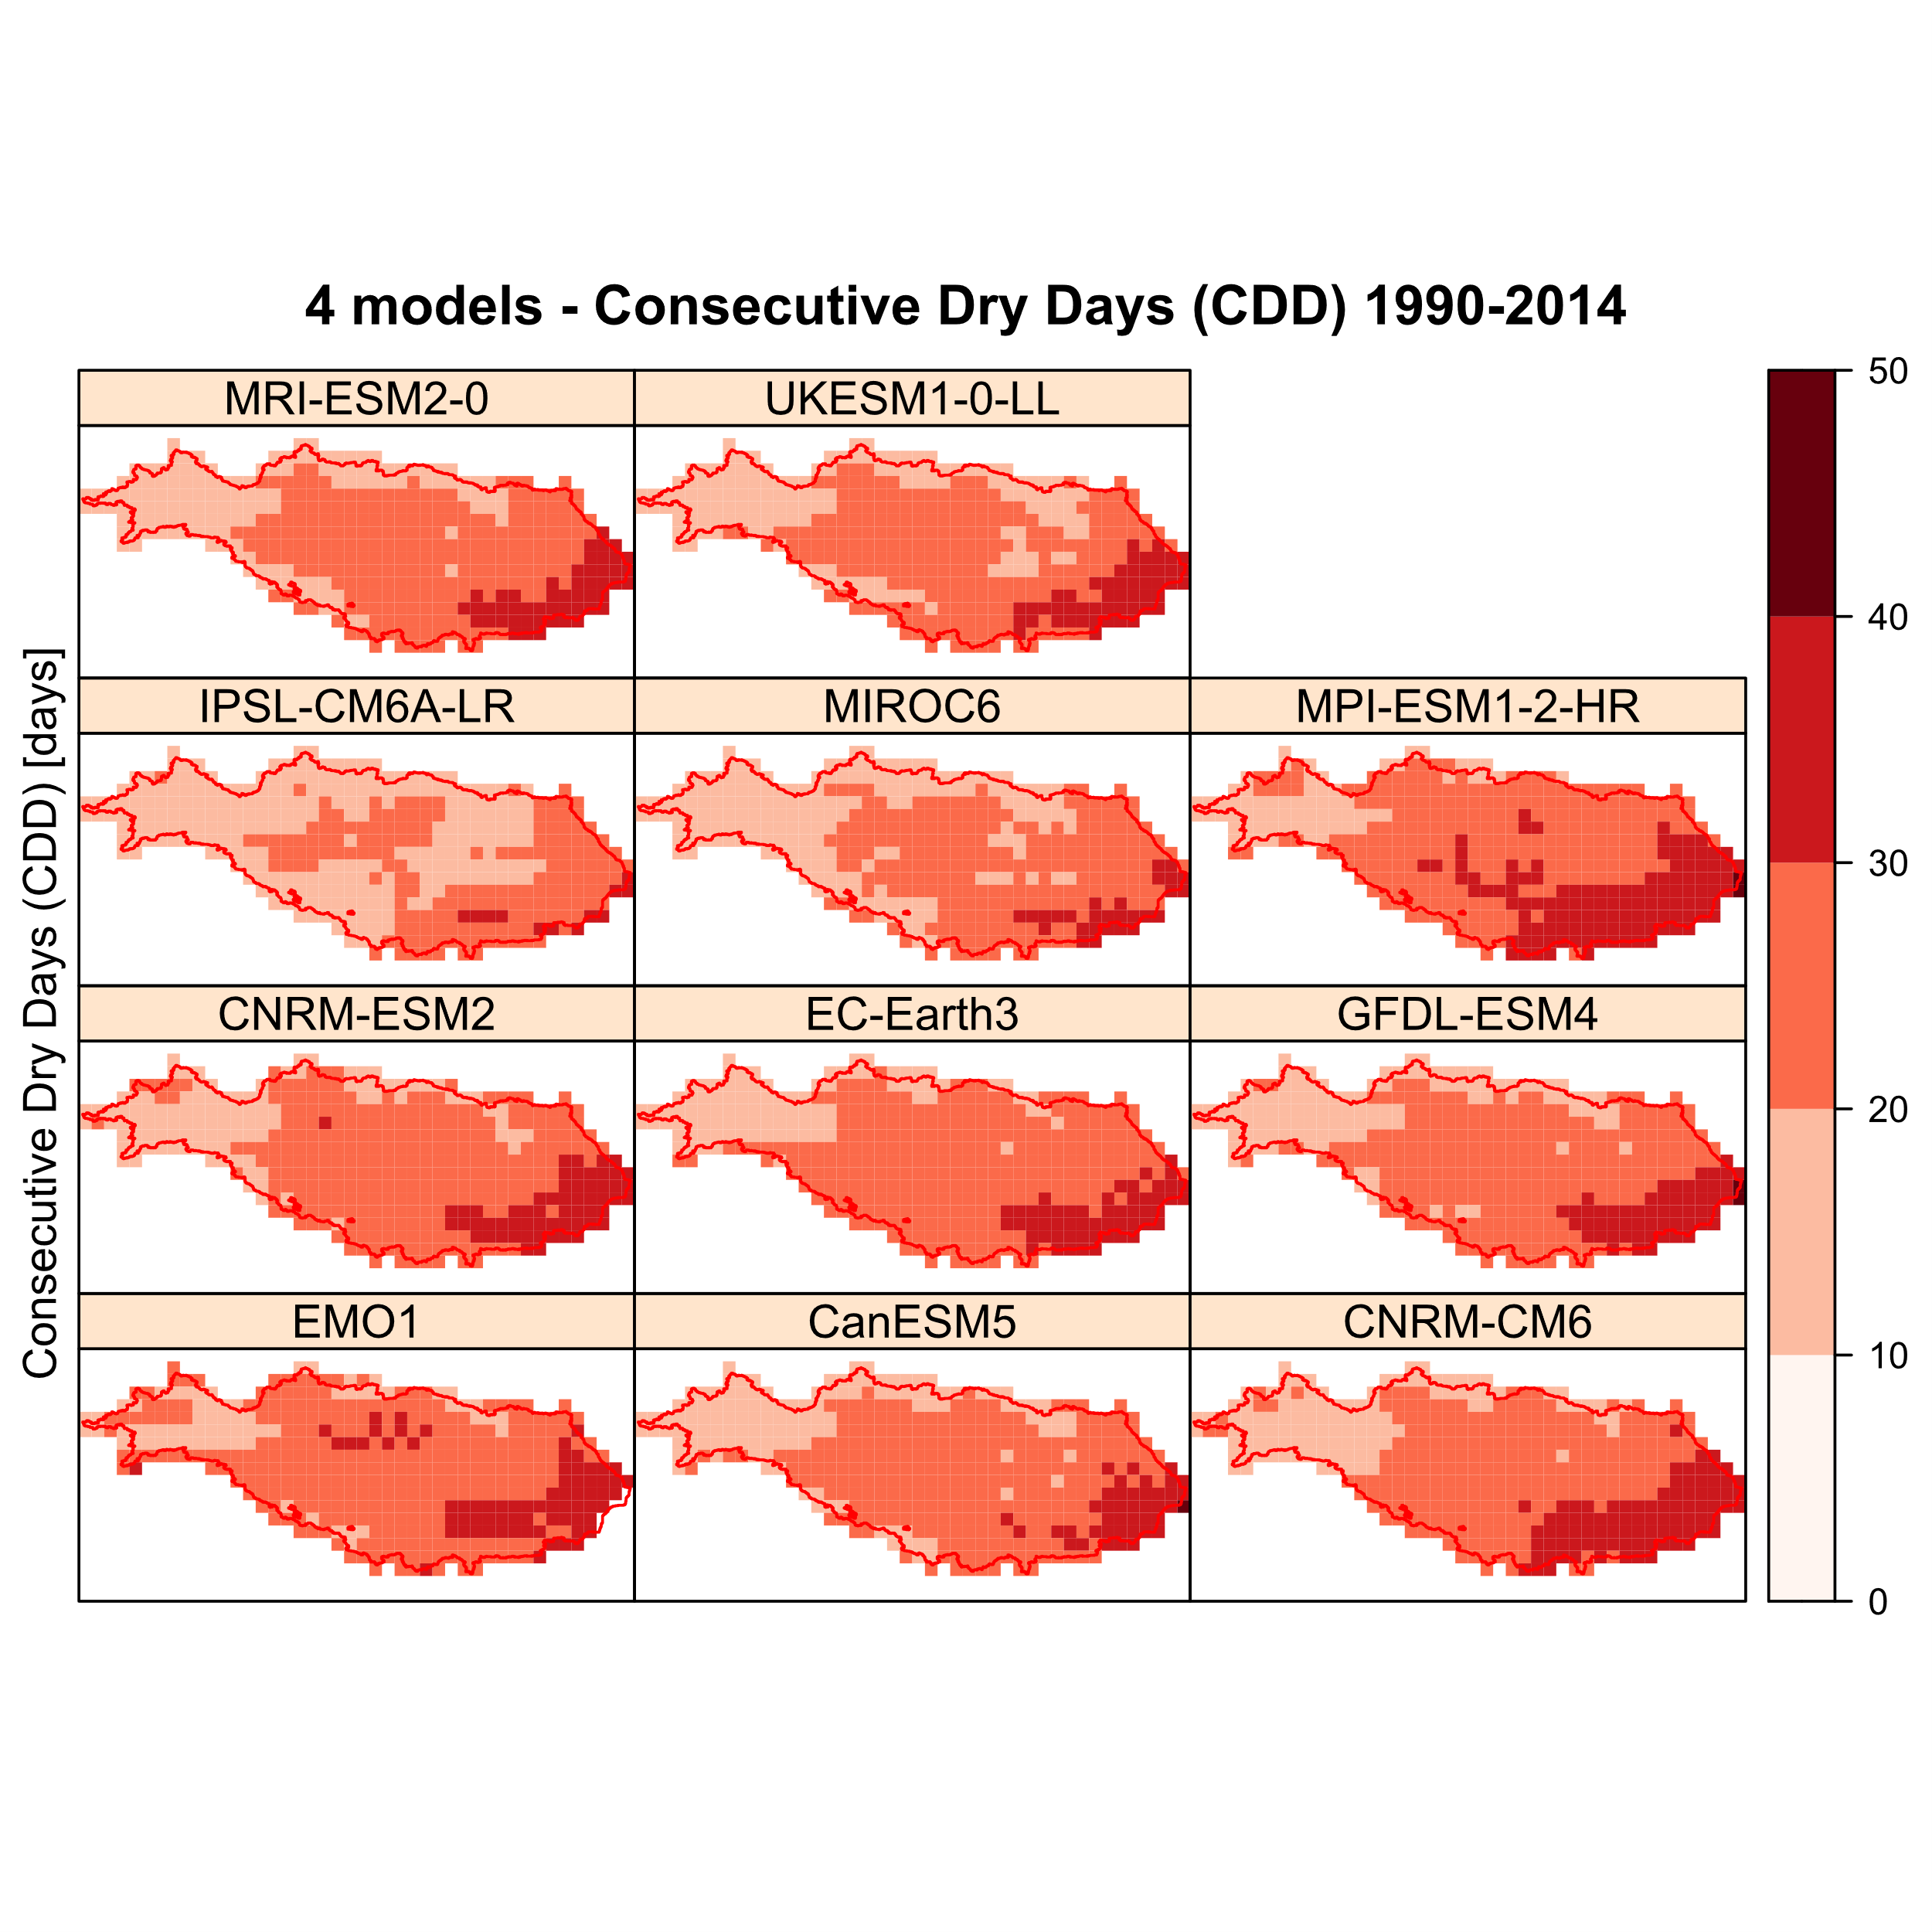 4 models - Consecutive Dry Days (CDD) 1990-2014
Consecutive Dry Days (CDD) [days]
MRI-ESM2-0
UKESM1-0-LL
IPSL-CM6A-LR
MIROC6
MPI-ESM1-2-HR
CNRM-ESM2
EC-Earth3
GFDL-ESM4
EMO1
CanESM5
CNRM-CM6
50
40
30
20
10
0